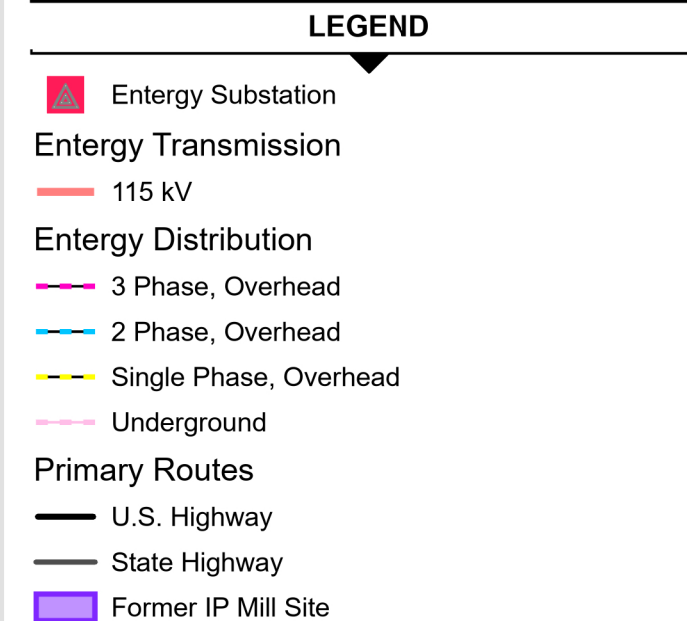 LEGEND
Entergy Substation
Entergy Transmission
115 kV
Entergy Distribution
3 Phase, Overhead
2 Phase, Overhead
Single Phase, Overhead
Underground
Primary Routes
U.S. Highway
State Highway
Former IP Mill Site